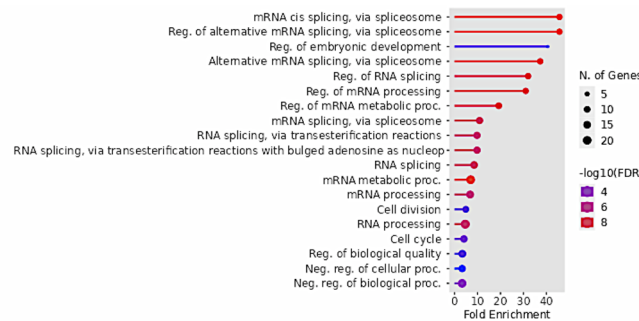 mRNA cis splicing, via spliceosome
Reg. of alternative mRNA splicing, via spliceosome
Reg. of embryonic development
Alternative mRNA splicing, via spliceosome
Reg. of RNA splicing
Reg. of mRNA processing
Reg. of mRNA metabolic proc.
mRNA splicing, via spliceosome
RNA splicing, via transesterification reactions
RNA splicing, via transesterification reactions with bulged adenosine as nucleop
RNA splicing
mRNA metabolic proc.
mRNA processing
Cell division
RNA processing
Cell cycle
Reg. of biological quality
Neg. reg. of cellular proc.
Neg. reg. of biological proc.
0 10 20 30 40
Fold Enrichment
N. of Genes
5
10
15
20
-log10(FDR
4
6
8